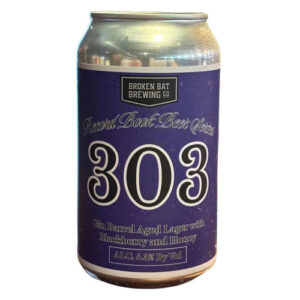 BROKEN BAT
BREWING CO
Record Book Beer Series
303
Gin Barrel Aged Lager with
Blackberry and Honey
ALC. 5.5% By Vol